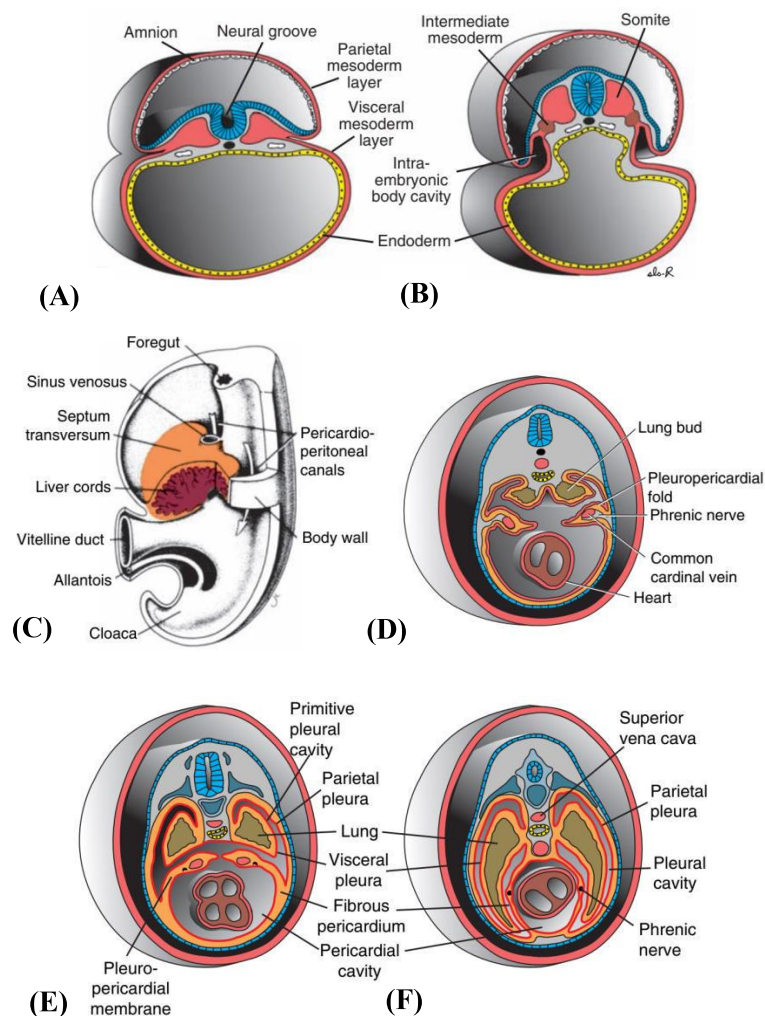 Amnion
Neural groove
Parietal
mesoderm
layer
Visceral
mesoderm
layer
Endoderm
(A)
Intermediate
mesoderm
Somite
Intra-
embryonic
body cavity
sls-R
(B)
Foregut
Sinus venosus
Septum
transversum
Liver cords
Vitelline duct
Allantois
Cloaca
Pericardio-
peritoneal
canals
Body wall
(C)
Lung bud
Pleuropericardial
fold
Phrenic nerve
Common
cardinal vein
Heart
(D)
Primitive
pleural
cavity
Parietal
pleura
Lung
Visceral
pleura
Fibrous
pericardium
Pericardial
cavity
Pleuro-
pericardial
membrane
(E)
Superior
vena cava
Parietal
pleura
Pleural
cavity
Phrenic
nerve
(F)